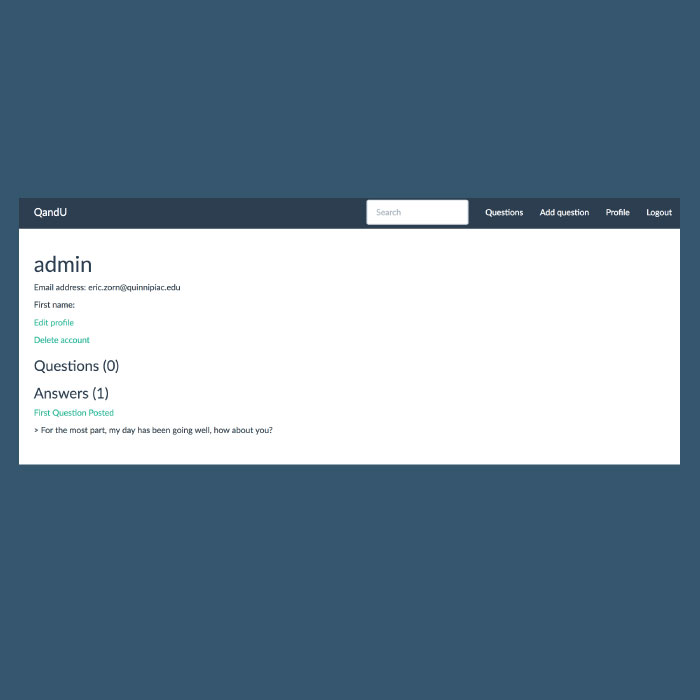 QandU Search Questions Add question Profile Logout
admin
Email address: eric.zorn@quinnipiac.edu
First name:
Edit profile
Delete account
Questions (0)
Answers (1)
First Question Posted
> For the most part, my day has been going well, how about you?